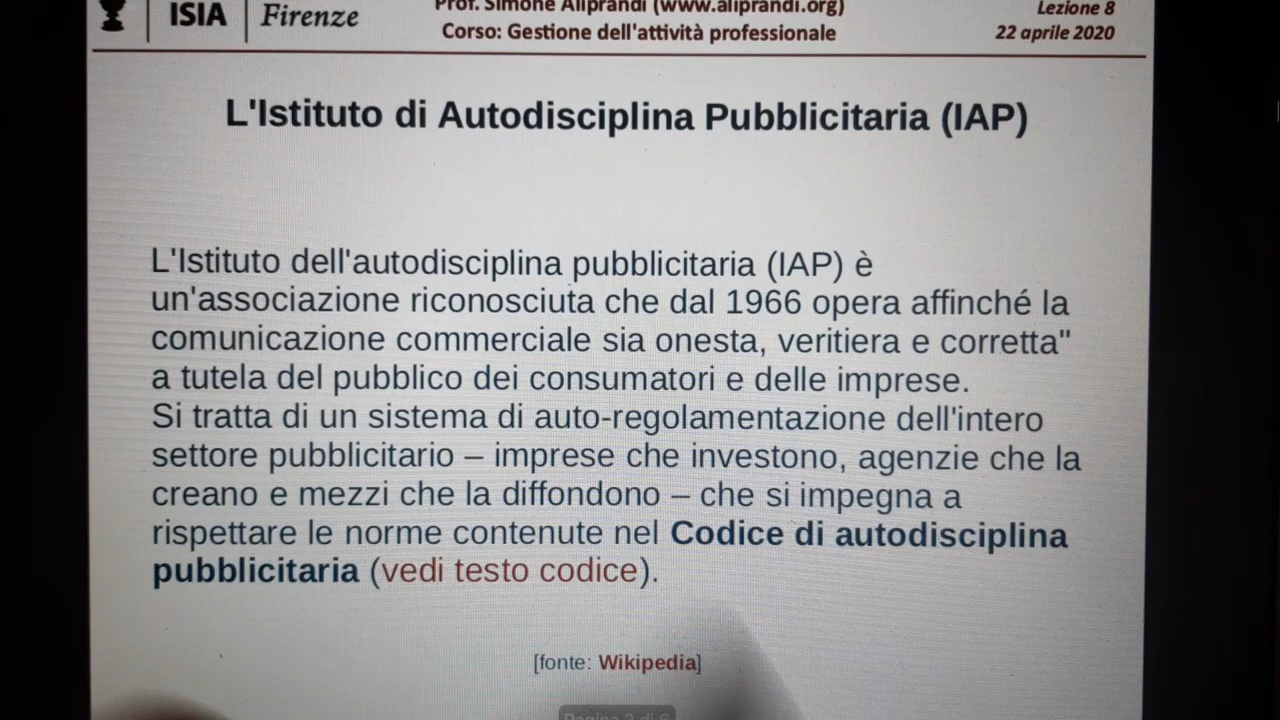 ISIA Firenze
Prof. Simone Aliprandi (www.aliprandi.org)
Corso: Gestione dell'attività professionale
Lezione 8
22 aprile 2020
L'Istituto di Autodisciplina Pubblicitaria (IAP)
L'Istituto dell'autodisciplina pubblicitaria (IAP) è
un'associazione riconosciuta che dal 1966 opera affinché la
comunicazione commerciale sia onesta, veritiera e corretta"
a tutela del pubblico dei consumatori e delle imprese.
Si tratta di un sistema di auto-regolamentazione dell'intero
settore pubblicitario – imprese che investono, agenzie che la
creano e mezzi che la diffondono – che si impegna a
rispettare le norme contenute nel Codice di autodisciplina
pubblicitaria (vedi testo codice).
[fonte: Wikipedia]
Pagina di